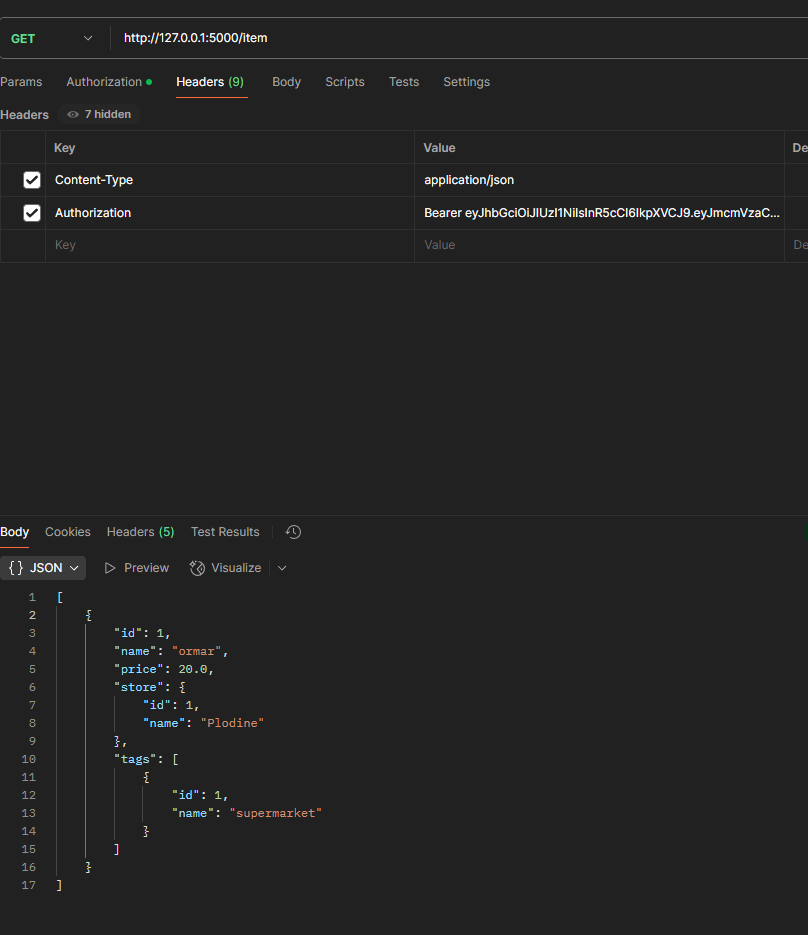 GET http://127.0.0.1:5000/item
Params Authorization Headers (9) Body Scripts Tests Settings
Headers 7 hidden
Key Value De
Content-Type application/json
Authorization Bearer eyJhbGciOiJIUzI1NiIsInR5cCI6IkpXVCJ9.eyJmcmVzaC...
Key Value De
Body Cookies Headers (5) Test Results
{} JSON Preview Visualize
1 [
2 {
3 "id": 1,
4 "name": "ormar",
5 "price": 20.0,
6 "store": {
7 "id": 1,
8 "name": "Plodine"
9 },
10 "tags": [
11 {
12 "id": 1,
13 "name": "supermarket"
14 }
15 ]
16 }
17 ]